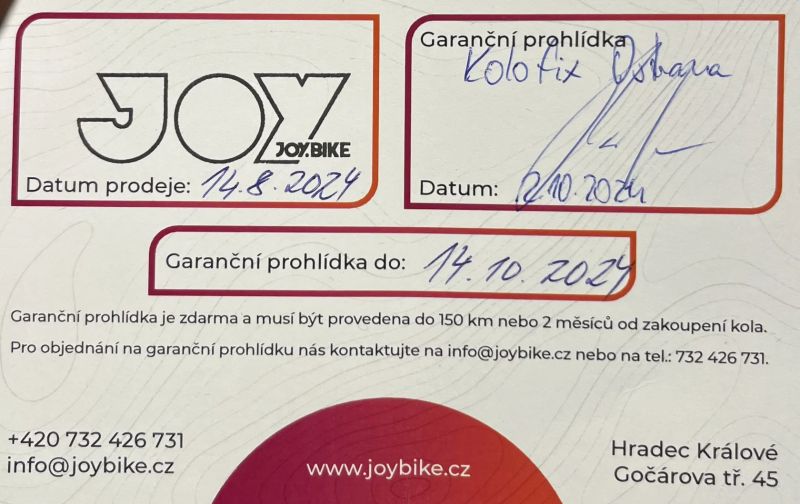 JOY
JOY.BIKE
Datum prodeje: 14.8.2024
Garanční prohlídka
Kolofix Ostrava
Datum: 2.10.2024
Garanční prohlídka do: 14.10.2024
Garanční prohlídka je zdarma a musí být provedena do 150 km nebo 2 měsíců od zakoupení kola.
Pro objednání na garanční prohlídku nás kontaktujte na info@joybike.cz nebo na tel.: 732 426 731.
+420 732 426 731
info@joybike.cz
www.joybike.cz
Hradec Králové
Gočárova tř. 45